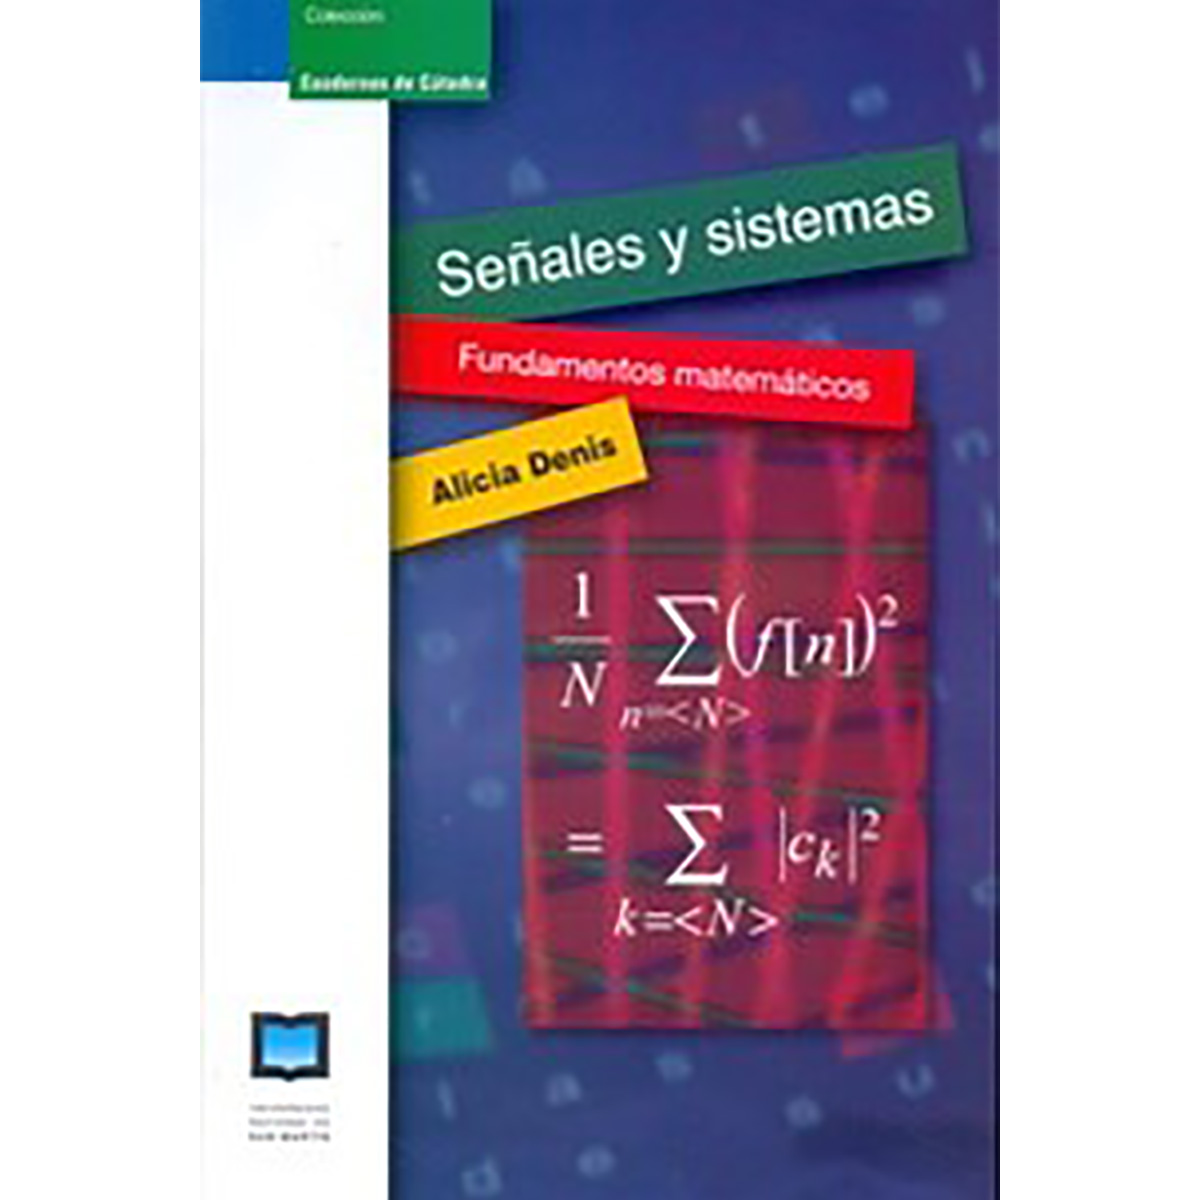 Colección
Cuadernos de Cátedra
Señales y sistemas
Fundamentos matemáticos
Alicia Denis
1/N ∑ (f[n])²
n=<N>
= ∑ |c_k|²
k=<N>
UNIVERSIDAD
NACIONAL DE
SAN MARTÍN